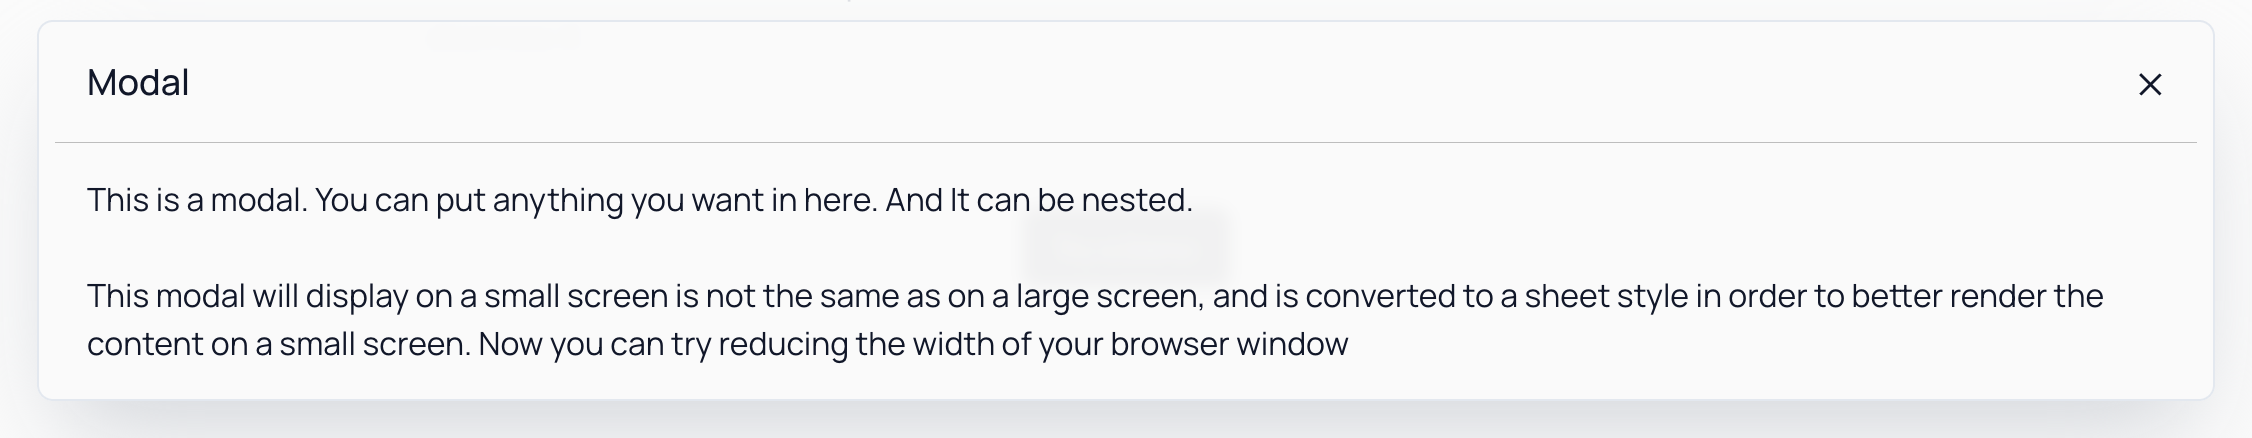 Modal
This is a modal. You can put anything you want in here. And It can be nested.
This modal will display on a small screen is not the same as on a large screen, and is converted to a sheet style in order to better render the
content on a small screen. Now you can try reducing the width of your browser window